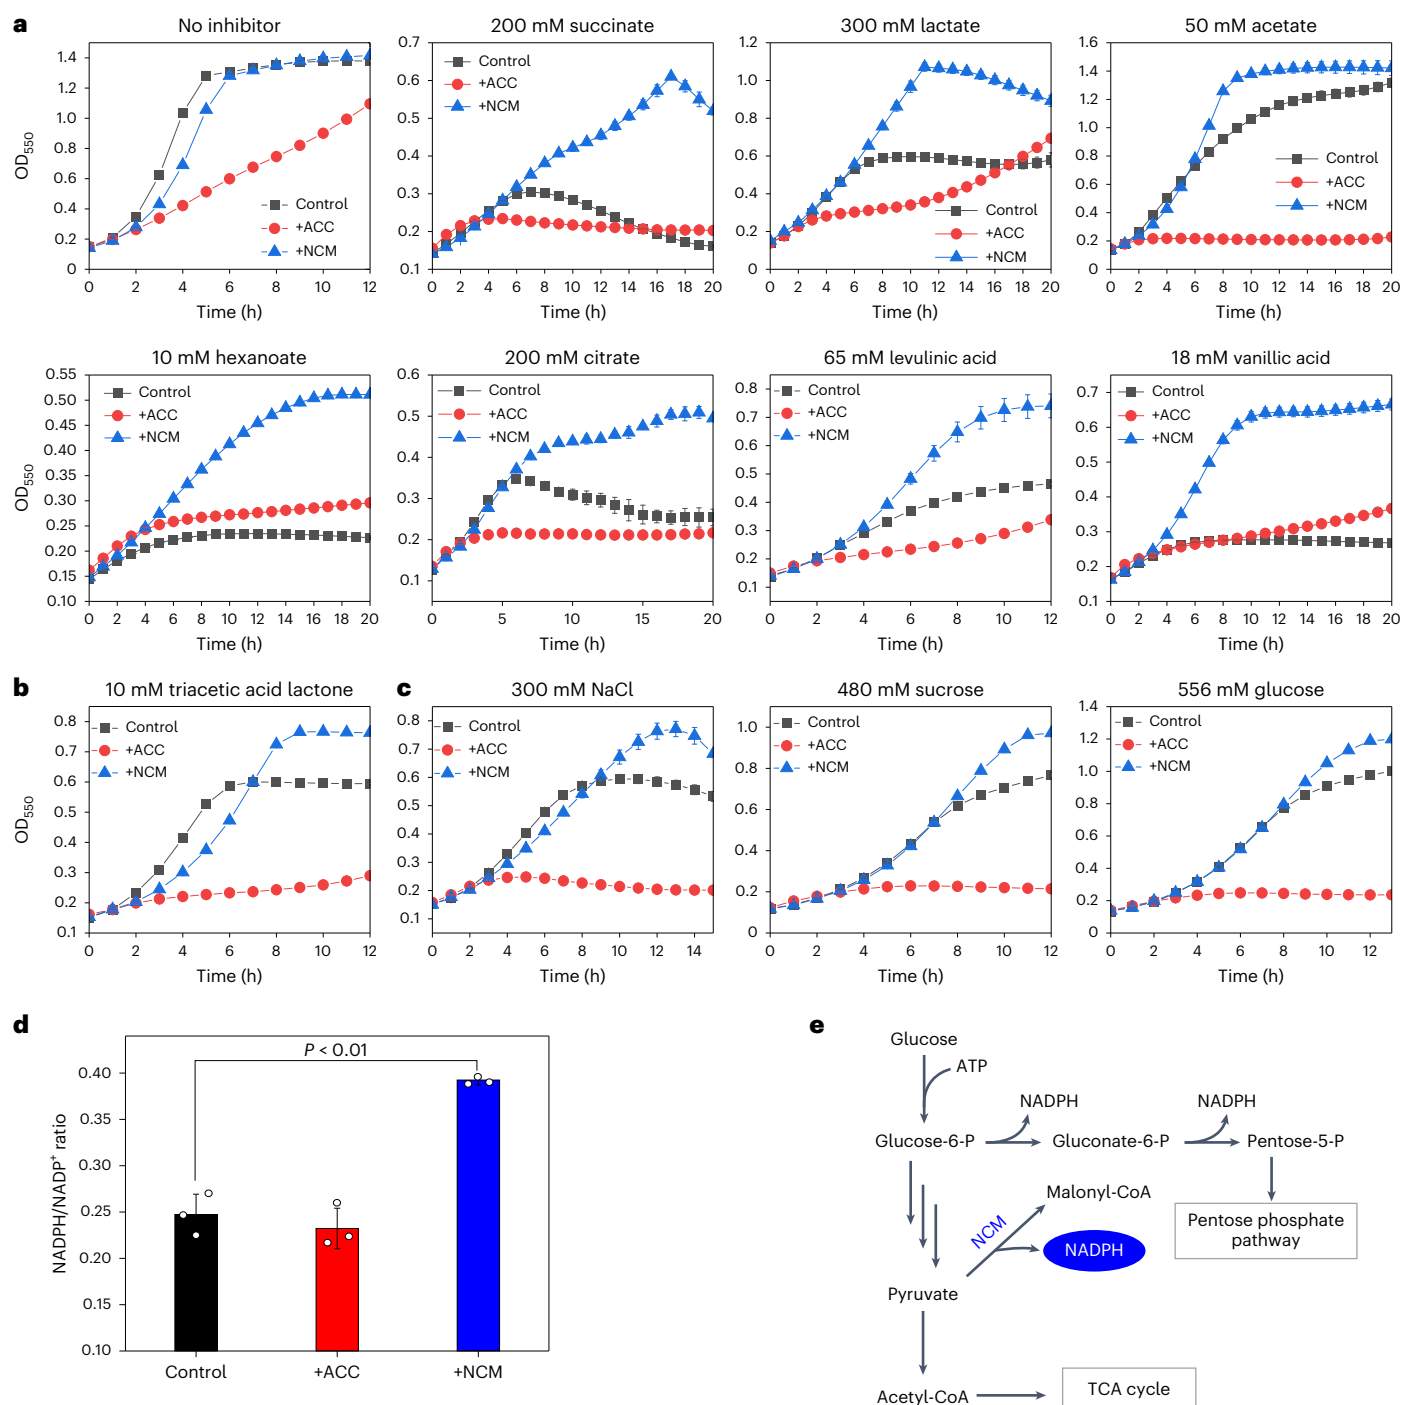 a
No inhibitor
OD550
1.4
1.2
1.0
0.8
0.6
0.4
0.2
0
Control
+ACC
+NCM
0 2 4 6 8 10 12
Time (h)
200 mM succinate
0.7
0.6
0.5
0.4
0.3
0.2
0.1
Control
+ACC
+NCM
0 2 4 6 8 10 12 14 16 18 20
Time (h)
300 mM lactate
1.2
1.0
0.8
0.6
0.4
0.2
0
Control
+ACC
+NCM
0 2 4 6 8 10 12 14 16 18 20
Time (h)
50 mM acetate
1.6
1.4
1.2
1.0
0.8
0.6
0.4
0.2
0
Control
+ACC
+NCM
0 2 4 6 8 10 12 14 16 18 20
Time (h)
10 mM hexanoate
OD550
0.55
0.50
0.45
0.40
0.35
0.30
0.25
0.20
0.15
0.10
Control
+ACC
+NCM
0 2 4 6 8 10 12 14 16 18 20
Time (h)
200 mM citrate
0.6
0.5
0.4
0.3
0.2
0.1
Control
+ACC
+NCM
0 5 10 15 20
Time (h)
65 mM levulinic acid
0.8
0.7
0.6
0.5
0.4
0.3
0.2
0.1
Control
+ACC
+NCM
0 2 4 6 8 10 12
Time (h)
18 mM vanillic acid
0.7
0.6
0.5
0.4
0.3
0.2
0.1
Control
+ACC
+NCM
0 2 4 6 8 10 12 14 16 18 20
Time (h)
b
10 mM triacetic acid lactone
OD550
0.8
0.7
0.6
0.5
0.4
0.3
0.2
0.1
Control
+ACC
+NCM
0 2 4 6 8 10 12
Time (h)
c
300 mM NaCl
0.8
0.7
0.6
0.5
0.4
0.3
0.2
0.1
Control
+ACC
+NCM
0 2 4 6 8 10 12 14
Time (h)
480 mM sucrose
1.0
0.8
0.6
0.4
0.2
0
Control
+ACC
+NCM
0 2 4 6 8 10 12
Time (h)
556 mM glucose
1.4
1.2
1.0
0.8
0.6
0.4
0.2
0
Control
+ACC
+NCM
0 2 4 6 8 10 12
Time (h)
d
P < 0.01
NADPH/NADP+ ratio
0.40
0.35
0.30
0.25
0.20
0.15
0.10
Control +ACC +NCM
e
Glucose
ATP
NADPH NADPH
Glucose-6-P Gluconate-6-P Pentose-5-P
Malonyl-CoA
NCM
NADPH
Pentose phosphate
pathway
Pyruvate
Acetyl-CoA
TCA cycle